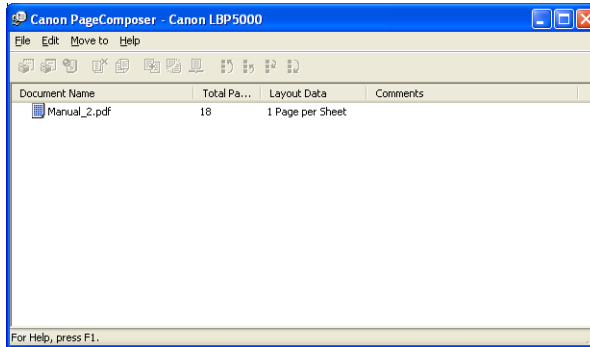 Canon PageComposer - Canon LBP5000
File Edit Move to Help
Document Name Total Pa... Layout Data Comments
Manual_2.pdf 18 1 Page per Sheet
For Help, press F1.